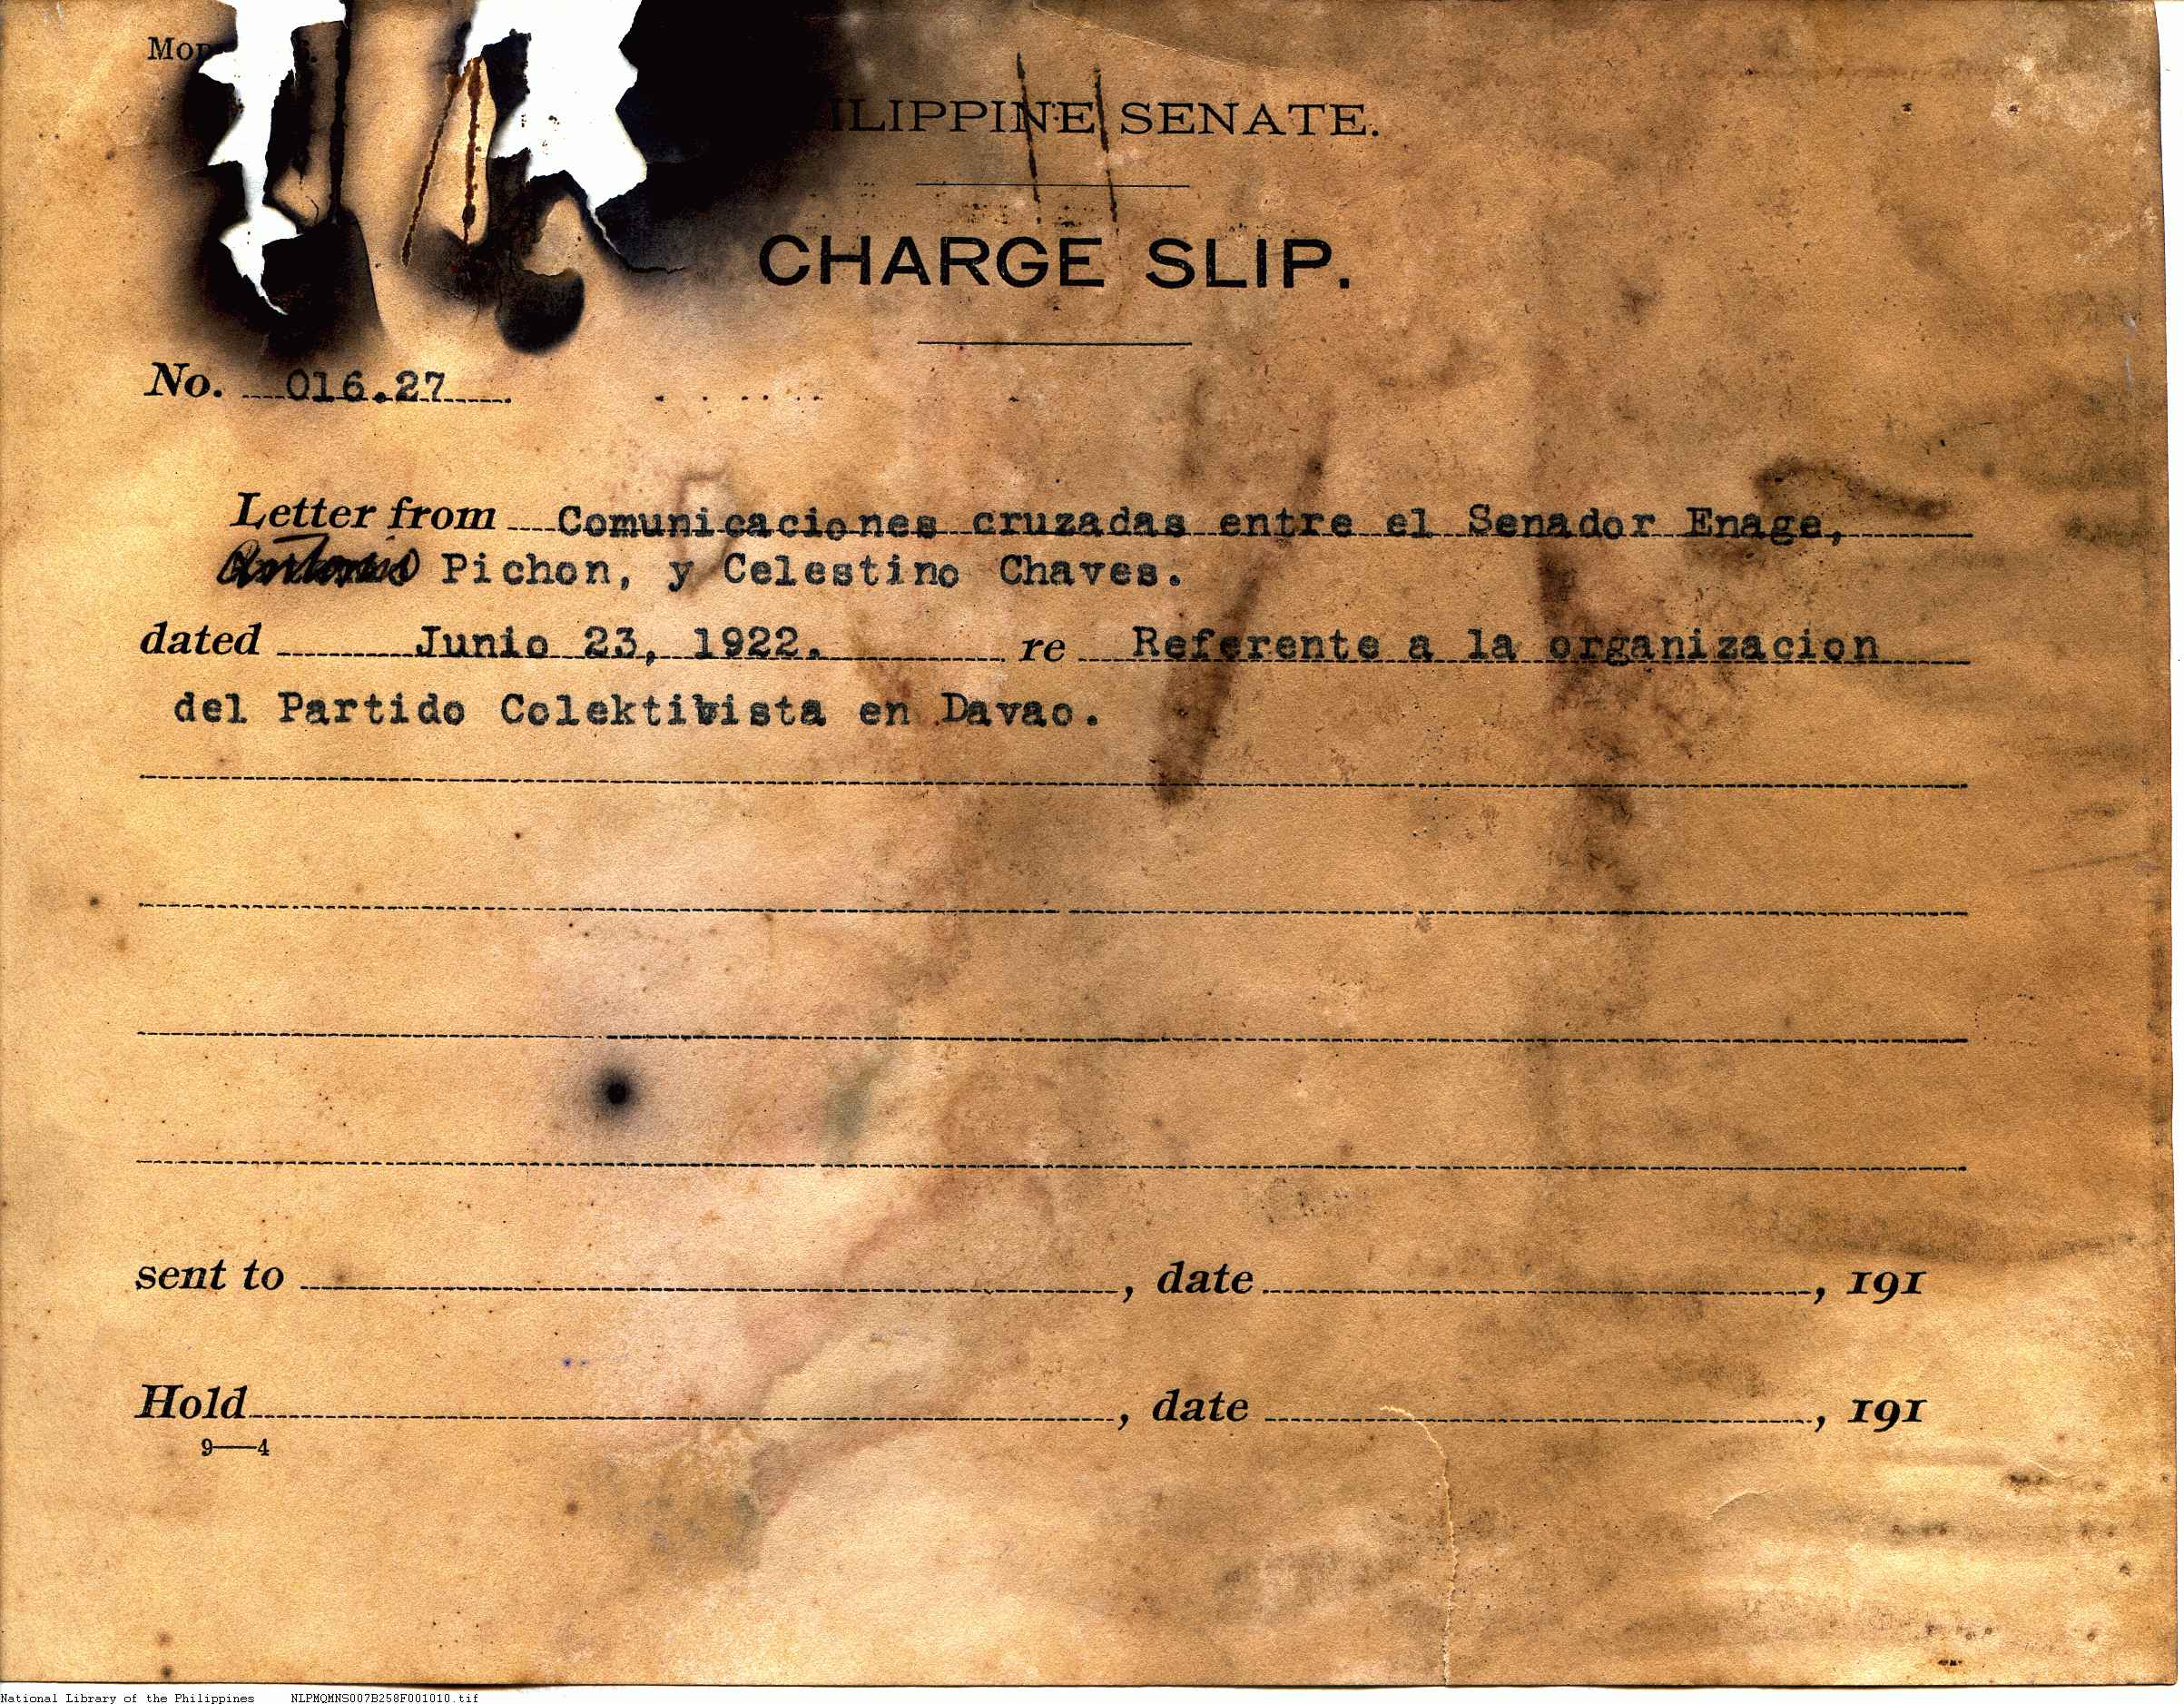 PHILIPPINE SENATE.
CHARGE SLIP.
No. 016.27
Letter from Comunicaciones cruzadas entre el Senador Enage,
Antonio Pichon, y Celestino Chaves.
dated Junio 23, 1922. re Referente a la organizacion
del Partido Colektivista en Davao.
sent to , date , 191
Hold , date , 191
9—4
National Library of the Philippines NLPMQMNS007B258F001010.tif